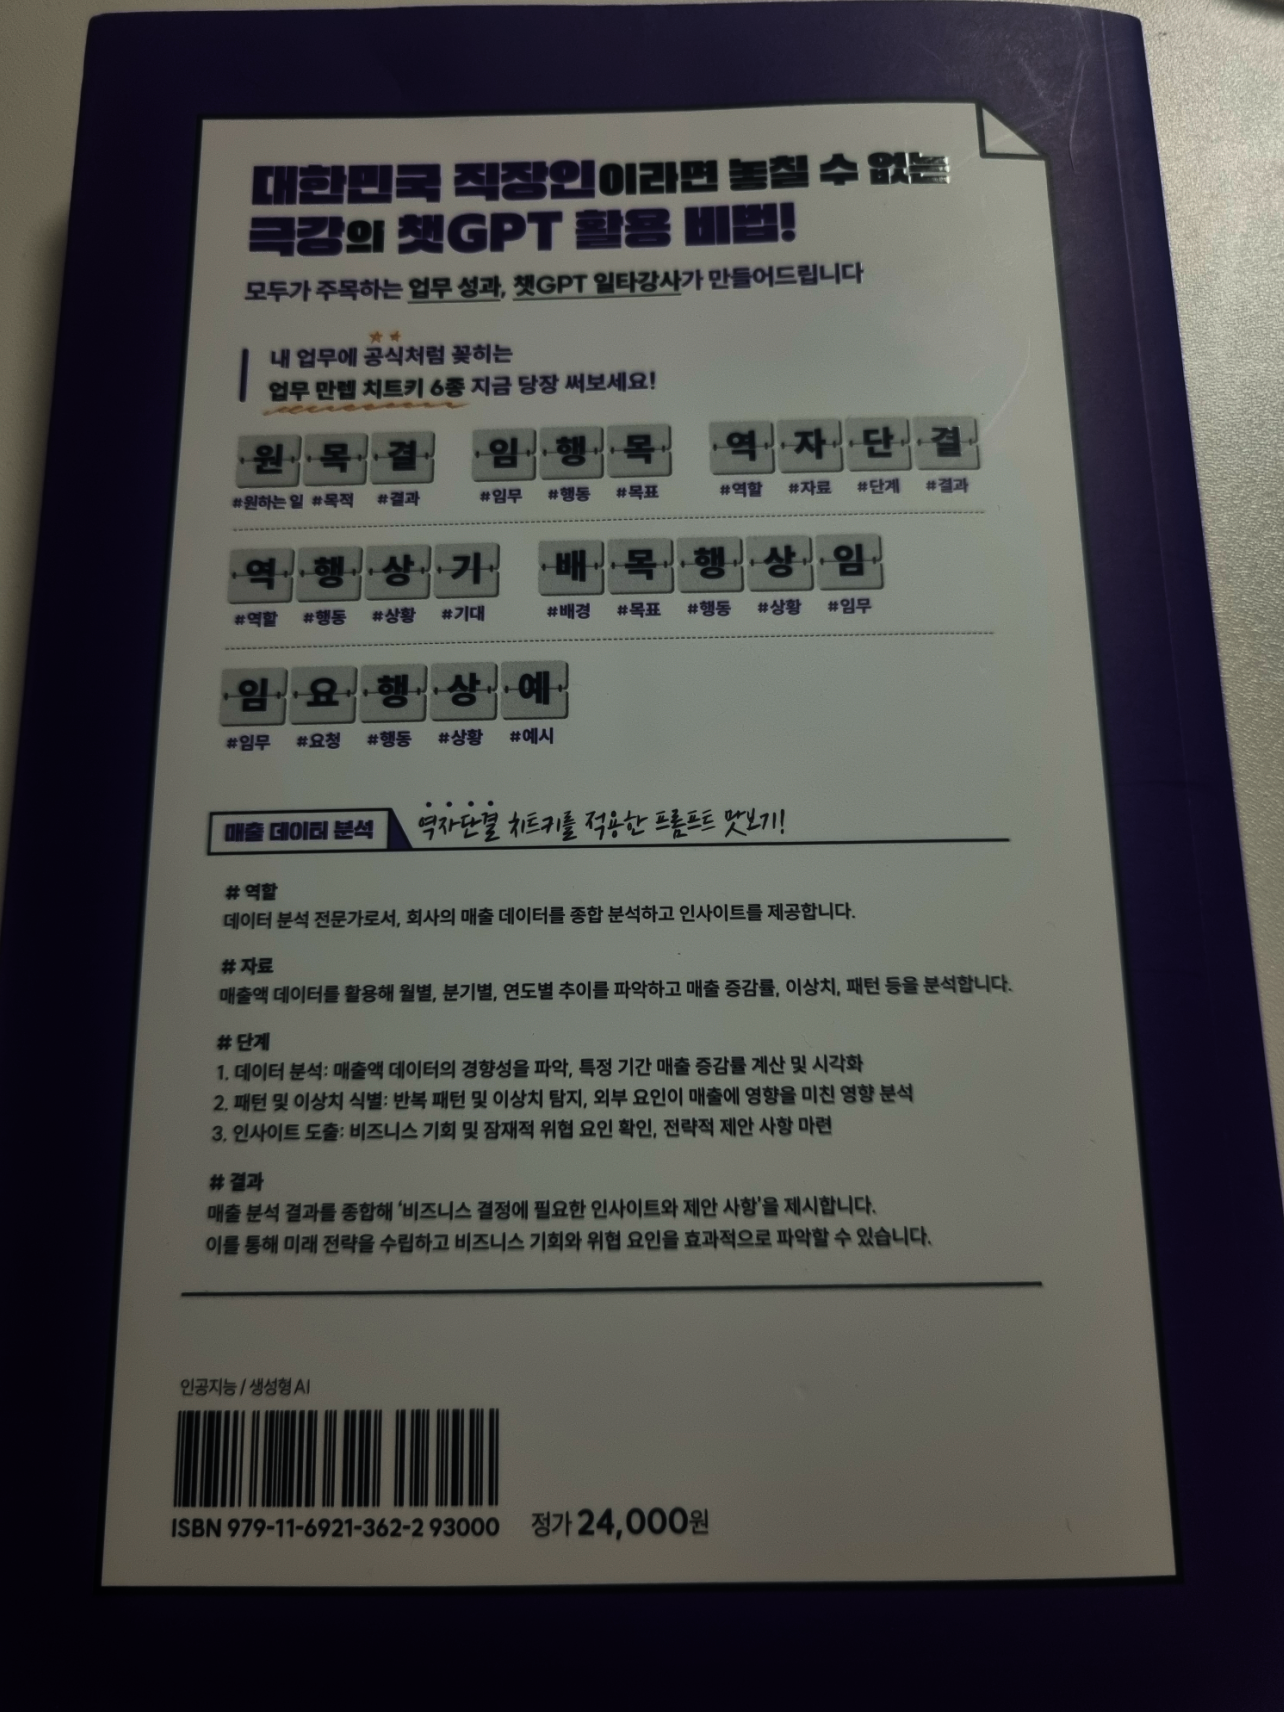 대한민국 직장인이라면 놓칠 수 없는
극강의 챗GPT 활용 비법!
모두가 주목하는 업무 성과, 챗GPT 일타강사가 만들어드립니다
내 업무에 공식처럼 꽂히는
업무 만렙 치트키 6종 지금 당장 써보세요!
원 목 결 임 행 목 역 자 단 결
#원하는 일 #목적 #결과 #임무 #행동 #목표 #역할 #자료 #단계 #결과
역 행 상 기 배 목 행 상 임
#역할 #행동 #상황 #기대 #배경 #목표 #행동 #상황 #임무
임 요 행 상 예
#임무 #요청 #행동 #상황 #예시
매출 데이터 분석 역자단결 치트키를 적용한 프롬프트 맛보기!
# 역할
데이터 분석 전문가로서, 회사의 매출 데이터를 종합 분석하고 인사이트를 제공합니다.
# 자료
매출액 데이터를 활용해 월별, 분기별, 연도별 추이를 파악하고 매출 증감률, 이상치, 패턴 등을 분석합니다.
# 단계
1. 데이터 분석: 매출액 데이터의 경향성을 파악, 특정 기간 매출 증감률 계산 및 시각화
2. 패턴 및 이상치 식별: 반복 패턴 및 이상치 탐지, 외부 요인이 매출에 영향을 미친 영향 분석
3. 인사이트 도출: 비즈니스 기회 및 잠재적 위협 요인 확인, 전략적 제안 사항 마련
# 결과
매출 분석 결과를 종합해 '비즈니스 결정에 필요한 인사이트와 제안 사항'을 제시합니다.
이를 통해 미래 전략을 수립하고 비즈니스 기회와 위협 요인을 효과적으로 파악할 수 있습니다.
인공지능 / 생성형 AI
ISBN 979-11-6921-362-2 93000 정가 24,000원